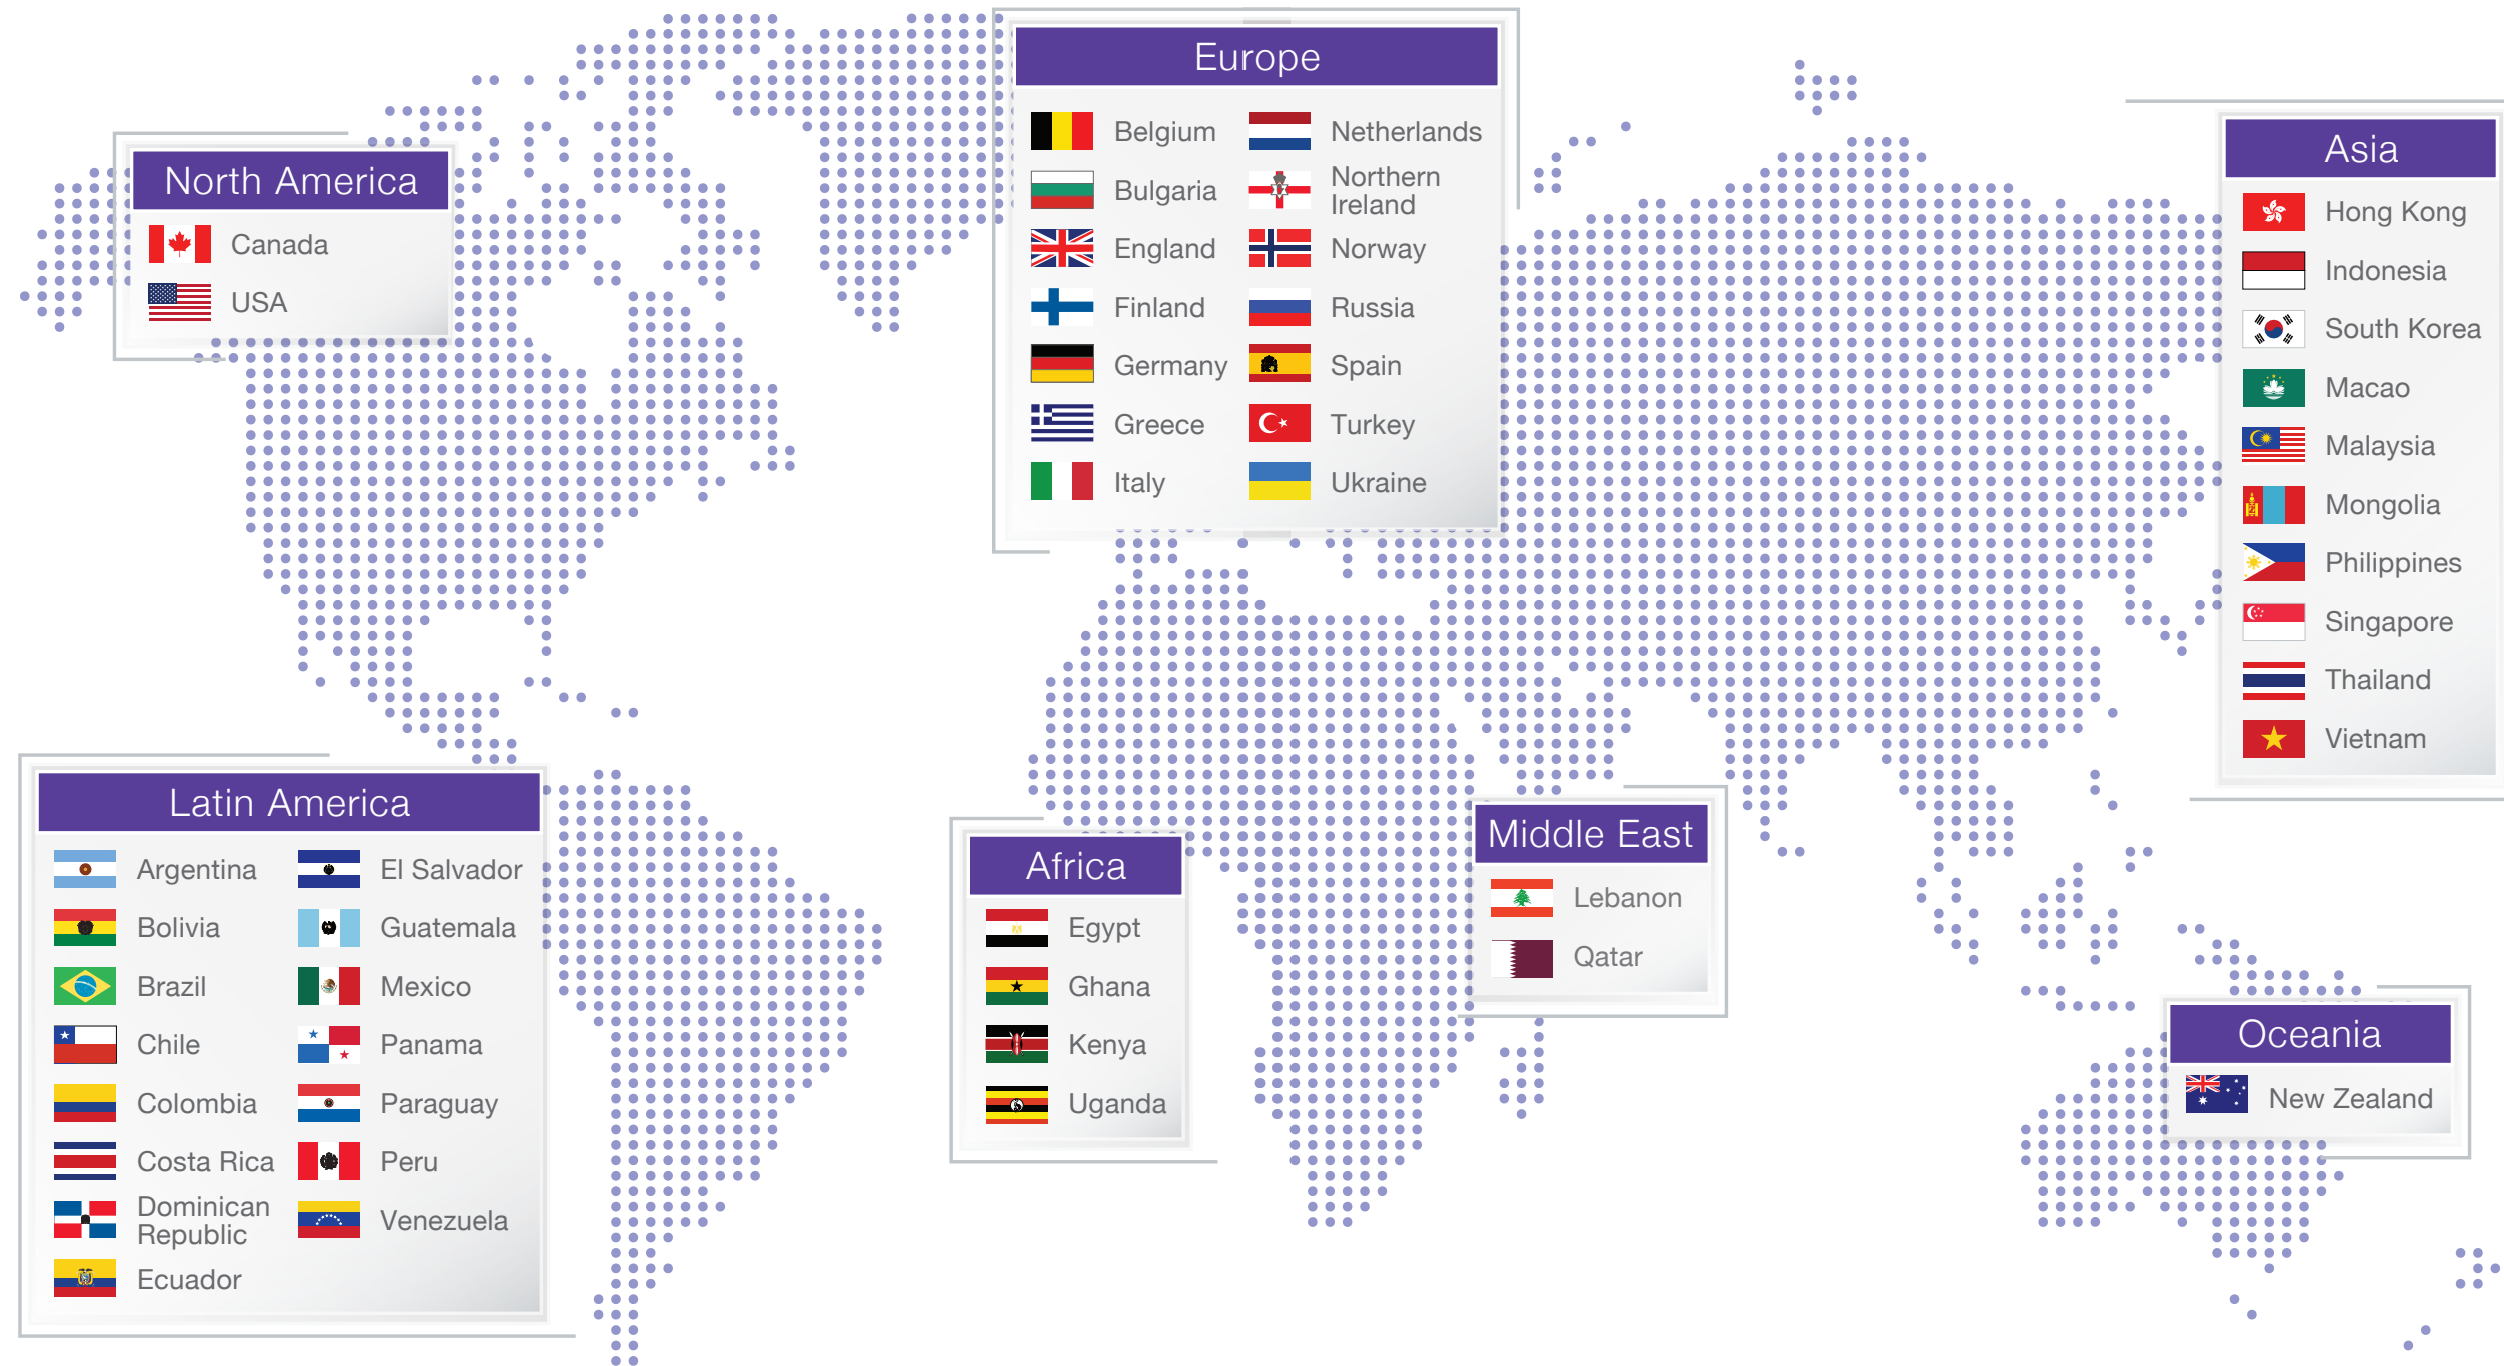 North America
Canada
USA
Europe
Belgium
Bulgaria
England
Finland
Germany
Greece
Italy
Netherlands
Northern
Ireland
Norway
Russia
Spain
Turkey
Ukraine
Asia
Hong Kong
Indonesia
South Korea
Macao
Malaysia
Mongolia
Philippines
Singapore
Thailand
Vietnam
Latin America
Argentina
Bolivia
Brazil
Chile
Colombia
Costa Rica
Dominican
Republic
Ecuador
El Salvador
Guatemala
Mexico
Panama
Paraguay
Peru
Venezuela
Africa
Egypt
Ghana
Kenya
Uganda
Middle East
Lebanon
Qatar
Oceania
New Zealand